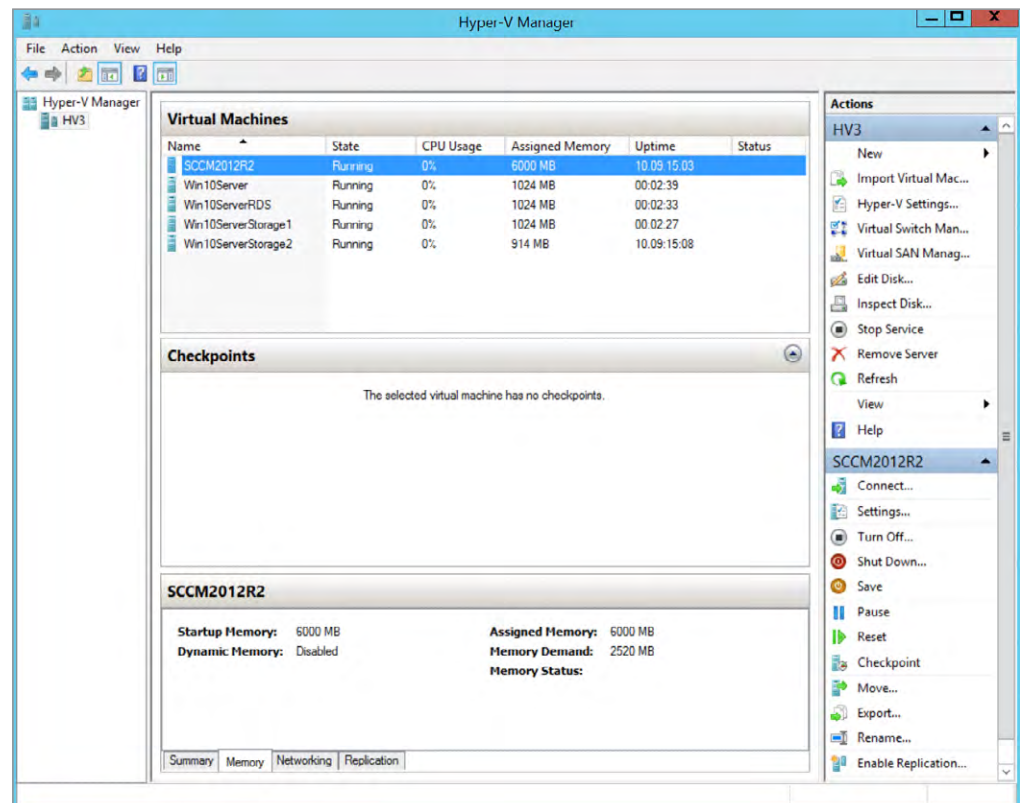 Hyper-V Manager
File Action View Help
Hyper-V Manager
HV3
Virtual Machines
Name State CPU Usage Assigned Memory Uptime Status
SCCM2012R2 Running 0% 6000 MB 10.09:15:03
Win10Server Running 0% 1024 MB 00:02:39
Win10ServerRDS Running 0% 1024 MB 00:02:33
Win10ServerStorage1 Running 0% 1024 MB 00:02:27
Win10ServerStorage2 Running 0% 914 MB 10.09:15:08
Checkpoints
The selected virtual machine has no checkpoints.
SCCM2012R2
Startup Memory: 6000 MB
Dynamic Memory: Disabled
Assigned Memory: 6000 MB
Memory Demand: 2520 MB
Memory Status:
Summary Memory Networking Replication
Actions
HV3
New
Import Virtual Mac...
Hyper-V Settings...
Virtual Switch Man...
Virtual SAN Manag...
Edit Disk...
Inspect Disk...
Stop Service
Remove Server
Refresh
View
Help
SCCM2012R2
Connect...
Settings...
Turn Off...
Shut Down...
Save
Pause
Reset
Checkpoint
Move...
Export...
Rename...
Enable Replication...